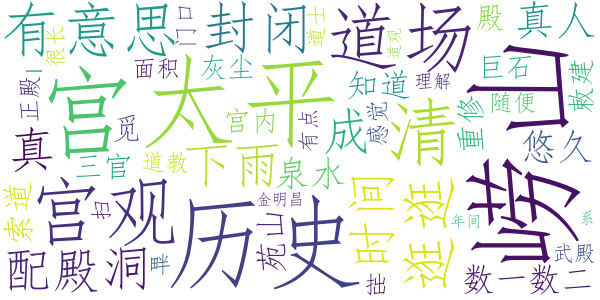 有意思
很长
门口
封闭
道士
道场
道观
殿
真人
正殿
宫
太平
面积
灰尘
宫内
有点
知道
理解
感觉
成
清
巨石
随便
敕建
重修
山
真
觅
三官
道教
下雨
泉水
悠久
索道
扫
宫观
历史
金明昌
苑山
时间
逛逛
年间
崂
系
武殿
配殿
洞
畔
拙
数一数二